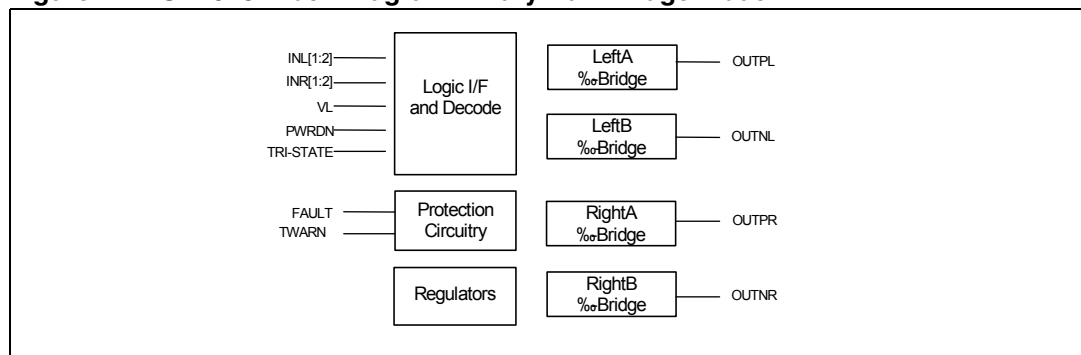 INL[1:2]
INR[1:2]
VL
PWRDN
TRI-STATE
Logic I/F
and Decode
LeftA
‰Bridge
OUTPL
LeftB
‰Bridge
OUTNL
FAULT
TWARN
Protection
Circuitry
RightA
‰Bridge
OUTPR
Regulators
RightB
‰Bridge
OUTNR